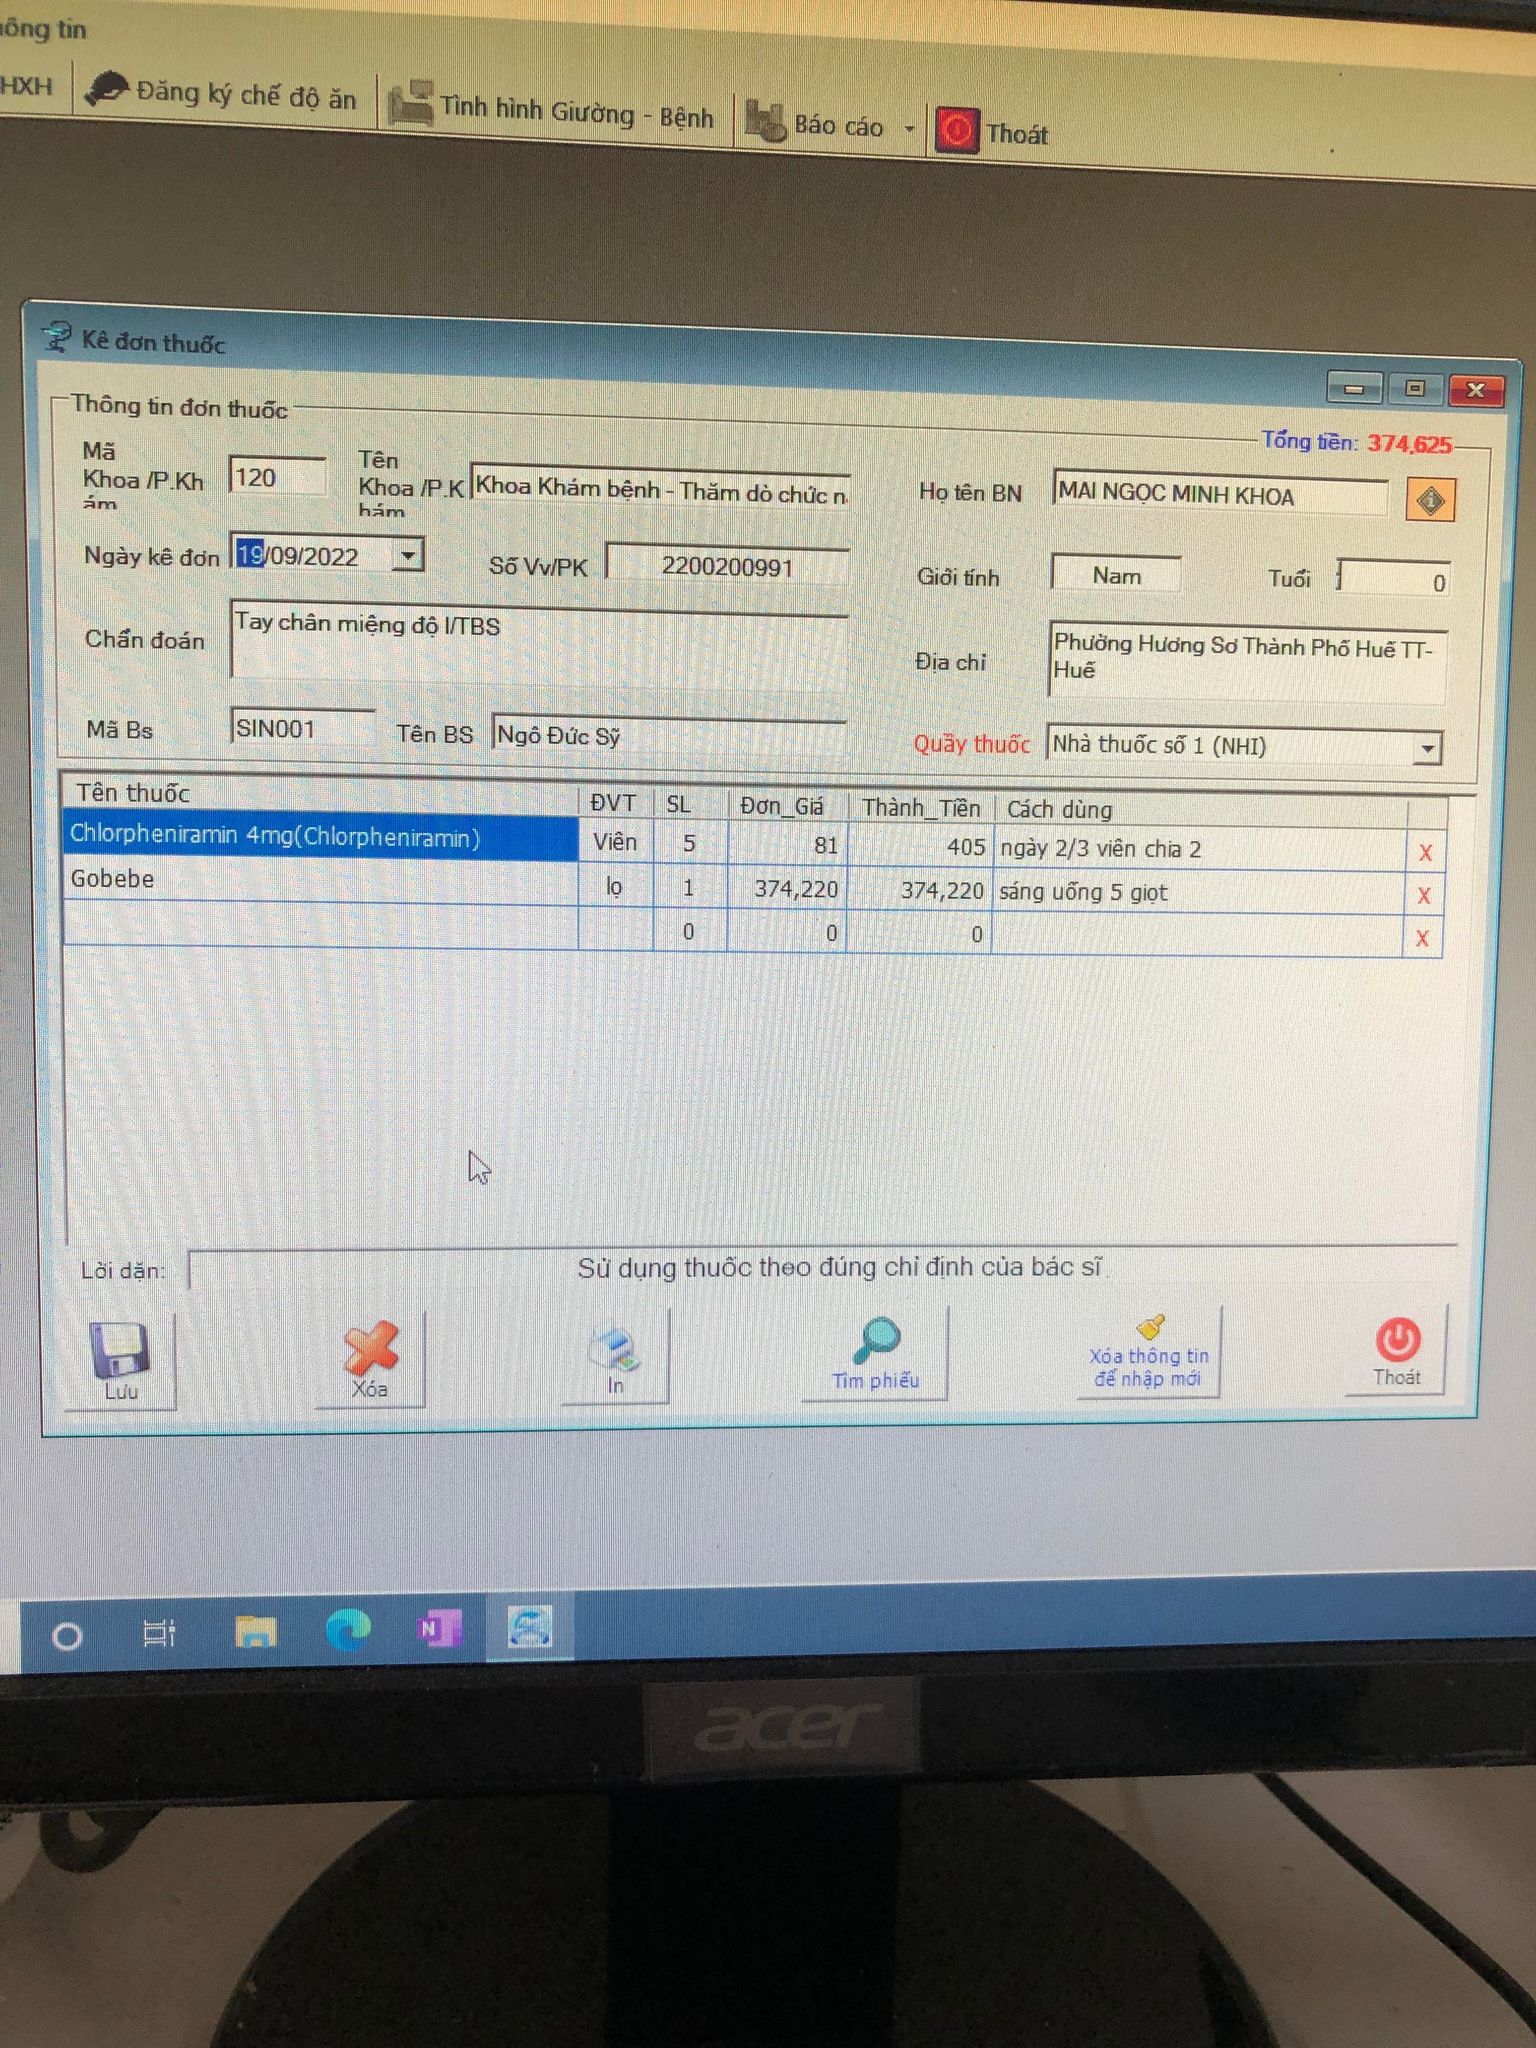 ông tin
HXH Đăng ký chế độ ăn Tình hình Giường - Bệnh Báo cáo Thoát
Kê đơn thuốc
Thông tin đơn thuốc
Tổng tiền: 374,625
Mã Khoa /P.Kh ám 120 Tên Khoa /P.K hám Khoa Khám bệnh - Thăm dò chức n Họ tên BN MAI NGỌC MINH KHOA
Ngày kê đơn 19/09/2022 Số Vv/PK 2200200991 Giới tính Nam Tuổi 0
Chẩn đoán Tay chân miệng độ I/TBS Địa chỉ Phường Hương Sơ Thành Phố Huế TT-
Huế
Mã Bs SIN001 Tên BS Ngô Đức Sỹ Quầy thuốc Nhà thuốc số 1 (NHI)
Tên thuốc ĐVT SL Đơn_Giá Thành_Tiền Cách dùng
Chlorpheniramin 4mg(Chlorpheniramin) Viên 5 81 405 ngày 2/3 viên chia 2 X
Gobebe lọ 1 374,220 374,220 sáng uống 5 giọt X
0 0 0 X
Lời dặn: Sử dụng thuốc theo đúng chỉ định của bác sĩ.
Lưu Xóa In Tìm phiếu Xóa thông tin để nhập mới Thoát
N
acer